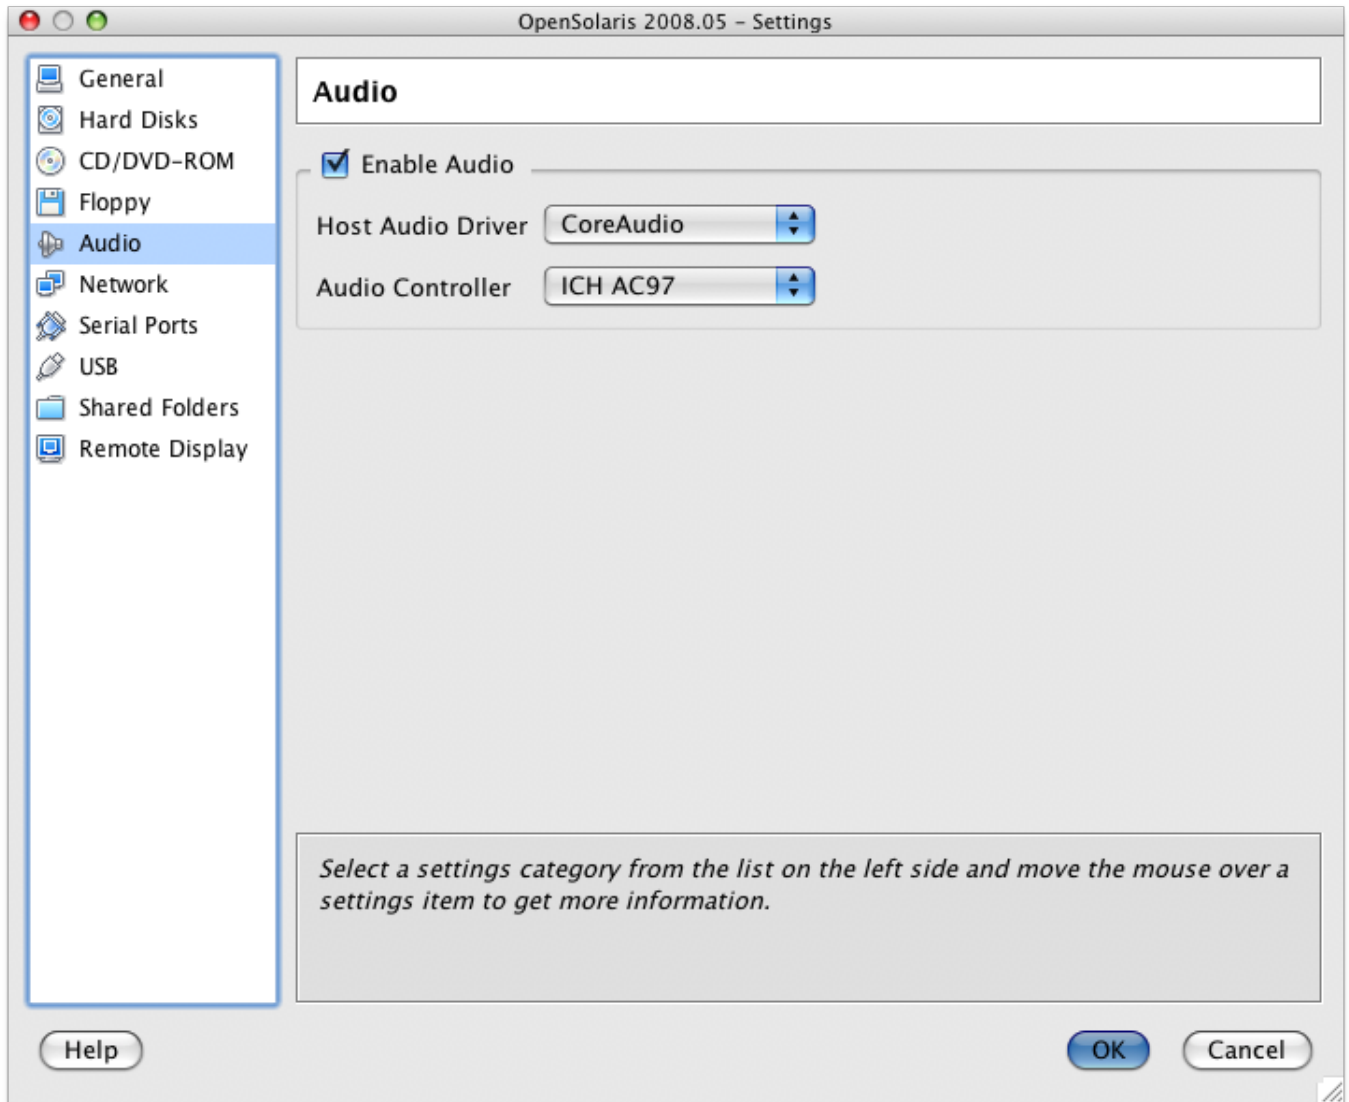 OpenSolaris 2008.05 – Settings
General
Hard Disks
CD/DVD-ROM
Floppy
Audio
Network
Serial Ports
USB
Shared Folders
Remote Display
Audio
Enable Audio
Host Audio Driver CoreAudio
Audio Controller ICH AC97
Select a settings category from the list on the left side and move the mouse over a
settings item to get more information.
Help OK Cancel